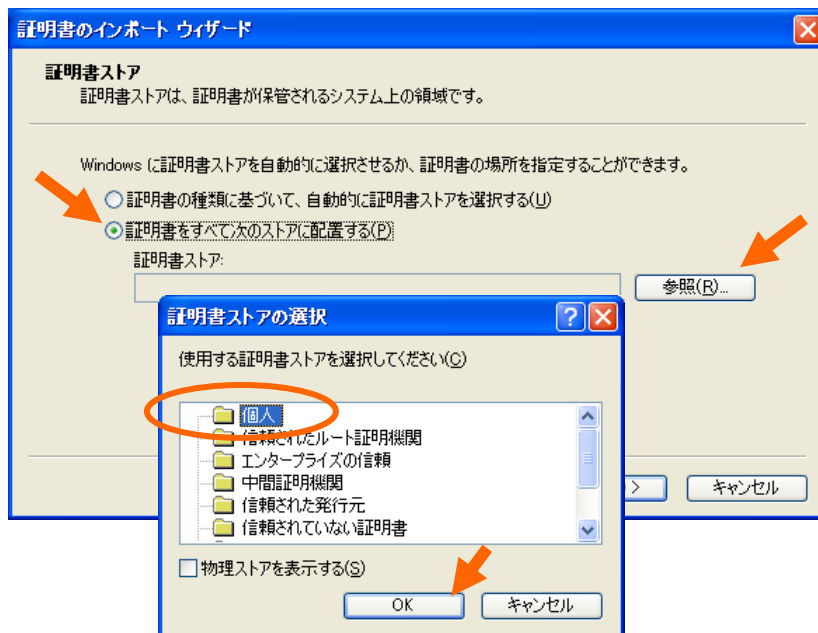 証明書のインポート ウィザード
証明書ストア
証明書ストアは、証明書が保管されるシステム上の領域です。
Windows に証明書ストアを自動的に選択させるか、証明書の場所を指定することができます。
証明書の種類に基づいて、自動的に証明書ストアを選択する(U)
証明書をすべて次のストアに配置する(P)
証明書ストア:
参照(R)...
証明書ストアの選択
使用する証明書ストアを選択してください(C)
個人
信頼されたルート証明機関
エンタープライズの信頼
中間証明機関
信頼された発行元
信頼されていない証明書
) >
キャンセル
物理ストアを表示する(S)
OK
キャンセル